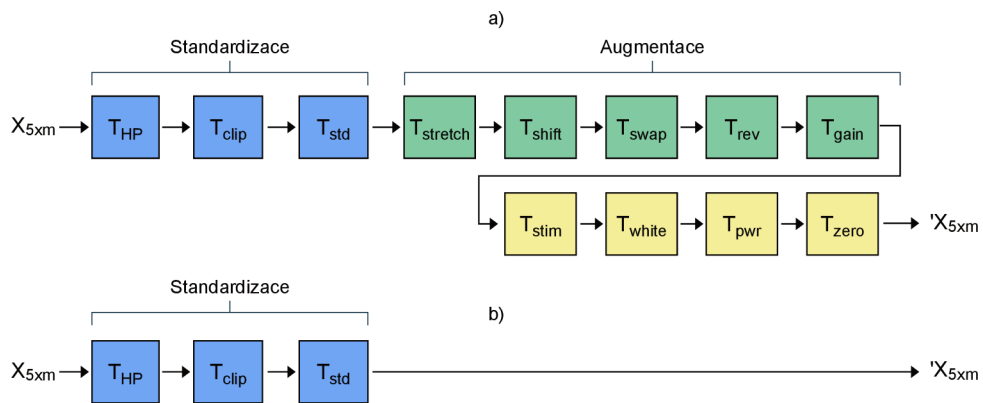 a)
Standardizace Augmentace
X5xm THP Tclip Tstd Tstretch Tshift Tswap Trev Tgain
Tstim Twhite Tpwr Tzero 'X5xm
Standardizace
b)
X5xm THP Tclip Tstd 'X5xm